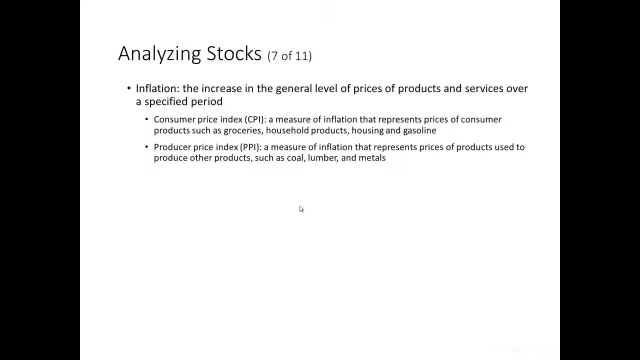 Analyzing Stocks (7 of 11)
• Inflation: the increase in the general level of prices of products and services over
a specified period
• Consumer price index (CPI): a measure of inflation that represents prices of consumer
products such as groceries, household products, housing and gasoline
• Producer price index (PPI): a measure of inflation that represents prices of products used to
produce other products, such as coal, lumber, and metals